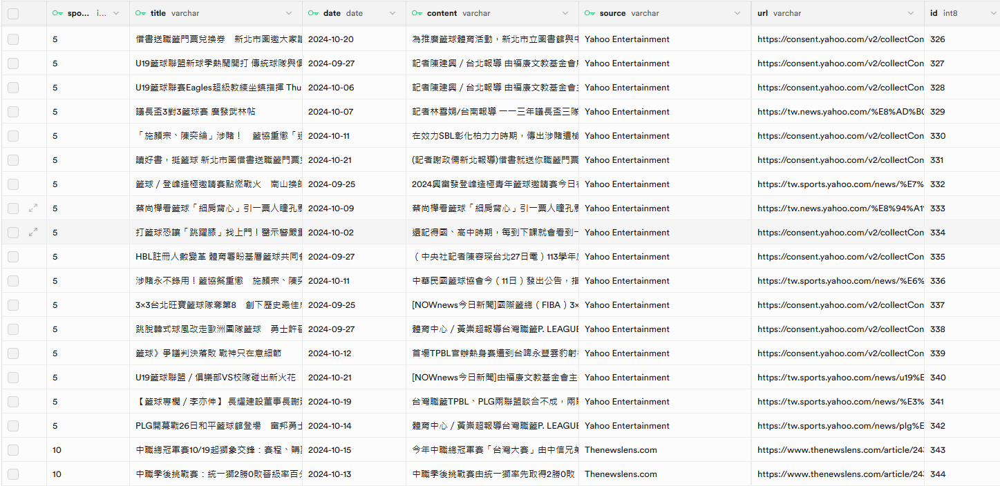 spo... i... title varchar date date content varchar source varchar url varchar id int8
5 借書送職籃門票兌換券 新北市圖邀大家讀 2024-10-20 為推廣籃球體育活動，新北市立圖書館與中 Yahoo Entertainment https://consent.yahoo.com/v2/collectCon 326
5 U19籃球聯盟新球季熱鬧開打 傳統球隊與俱 2024-09-27 記者陳建興／台北報導 由福康文教基金會 Yahoo Entertainment https://consent.yahoo.com/v2/collectCon 327
5 U19籃球聯賽Eagles超級教練坐鎮指揮 Thu 2024-10-06 記者陳建興／台北報導 由福康文教基金會主 Yahoo Entertainment https://consent.yahoo.com/v2/collectCon 328
5 議長盃3對3籃球賽 廣發武林帖 2024-10-07 記者林雪娟/台南報導 一一三年議長盃三隊 Yahoo Entertainment https://tw.news.yahoo.com/%E8%AD%B0 329
5 「施顏宗、陳奕綸」涉賭！ 籃協重懲「 2024-10-11 在效力SBL彰化柏力力時期，傳出涉賭遭檢 Yahoo Entertainment https://consent.yahoo.com/v2/collectCon 330
5 讀好書，挺籃球 新北市圖借書送職籃門票兌 2024-10-21 (記者謝政儒新北報導)借書就送你職籃門票 Yahoo Entertainment https://consent.yahoo.com/v2/collectCon 331
5 籃球／登峰造極邀請賽點燃戰火 南山換帥 2024-09-25 2024興富發登峰造極青年籃球邀請賽今日在 Yahoo Entertainment https://tw.sports.yahoo.com/news/%E7% 332
5 蔡尚樺看籃球「細肩背心」引一票人瞳孔震 2024-10-09 蔡尚樺看籃球「細肩背心」引一票人瞳孔震 Yahoo Entertainment https://tw.news.yahoo.com/%E8%94%A1 333
5 打籃球恐讓「跳躍膝」找上門！醫示警嚴重 2024-10-02 還記得國、高中時期，每到下課就會看到一 Yahoo Entertainment https://consent.yahoo.com/v2/collectCon 334
5 HBL註冊人數變革 體育署盼基層籃球共同會 2024-09-27 （中央社記者陳容琛台北27日電）113學年度 Yahoo Entertainment https://consent.yahoo.com/v2/collectCon 335
5 涉賭永不錄用！籃協祭重懲 施顏宗、陳奕 2024-10-11 中華民國籃球協會今（11日）發出公告，指 Yahoo Entertainment https://tw.sports.yahoo.com/news/%E6% 336
5 3×3台北旺寶籃球隊奪第8 創下歷史最佳成 2024-09-25 [NOWnews今日新聞]國際籃總（FIBA）3× Yahoo Entertainment https://consent.yahoo.com/v2/collectCon 337
5 跳脫韓式球風改走歐洲團隊籃球 勇士許晉 2024-09-27 體育中心／黃崇超報導台灣職籃P. LEAGUE Yahoo Entertainment https://consent.yahoo.com/v2/collectCon 338
5 籃球》爭議判決落敗 戰神只在意細節 2024-10-12 首場TPBL官辦熱身賽遭到台啤永豐雲豹射 Yahoo Entertainment https://consent.yahoo.com/v2/collectCon 339
5 U19籃球聯盟／俱樂部VS校隊碰出新火花 2024-10-21 [NOWnews今日新聞]由福康文教基金會主 Yahoo Entertainment https://tw.sports.yahoo.com/news/u19%E 340
5 【籃球專欄／李亦伸】長耀建設董事長謝 2024-10-19 台灣職籃TPBL、PLG兩聯盟談合不成，兩聯 Yahoo Entertainment https://tw.sports.yahoo.com/news/%E3% 341
5 PLG開幕戰26日和平籃球館登場 富邦勇士 2024-10-14 體育中心／黃崇超報導台灣職籃P. LEAGUE Yahoo Entertainment https://tw.sports.yahoo.com/news/plg%E 342
10 中職總冠軍賽10/19起獅象交鋒：賽程、購票 2024-10-15 今年中職總冠軍賽「台灣大賽」由中信兄弟 Thenewslens.com https://www.thenewslens.com/article/243 343
10 中職季後挑戰賽：統一獅2勝0敗晉級率百分 2024-10-13 中職季後挑戰賽由統一獅率先取得2勝0敗 Thenewslens.com https://www.thenewslens.com/article/243 344